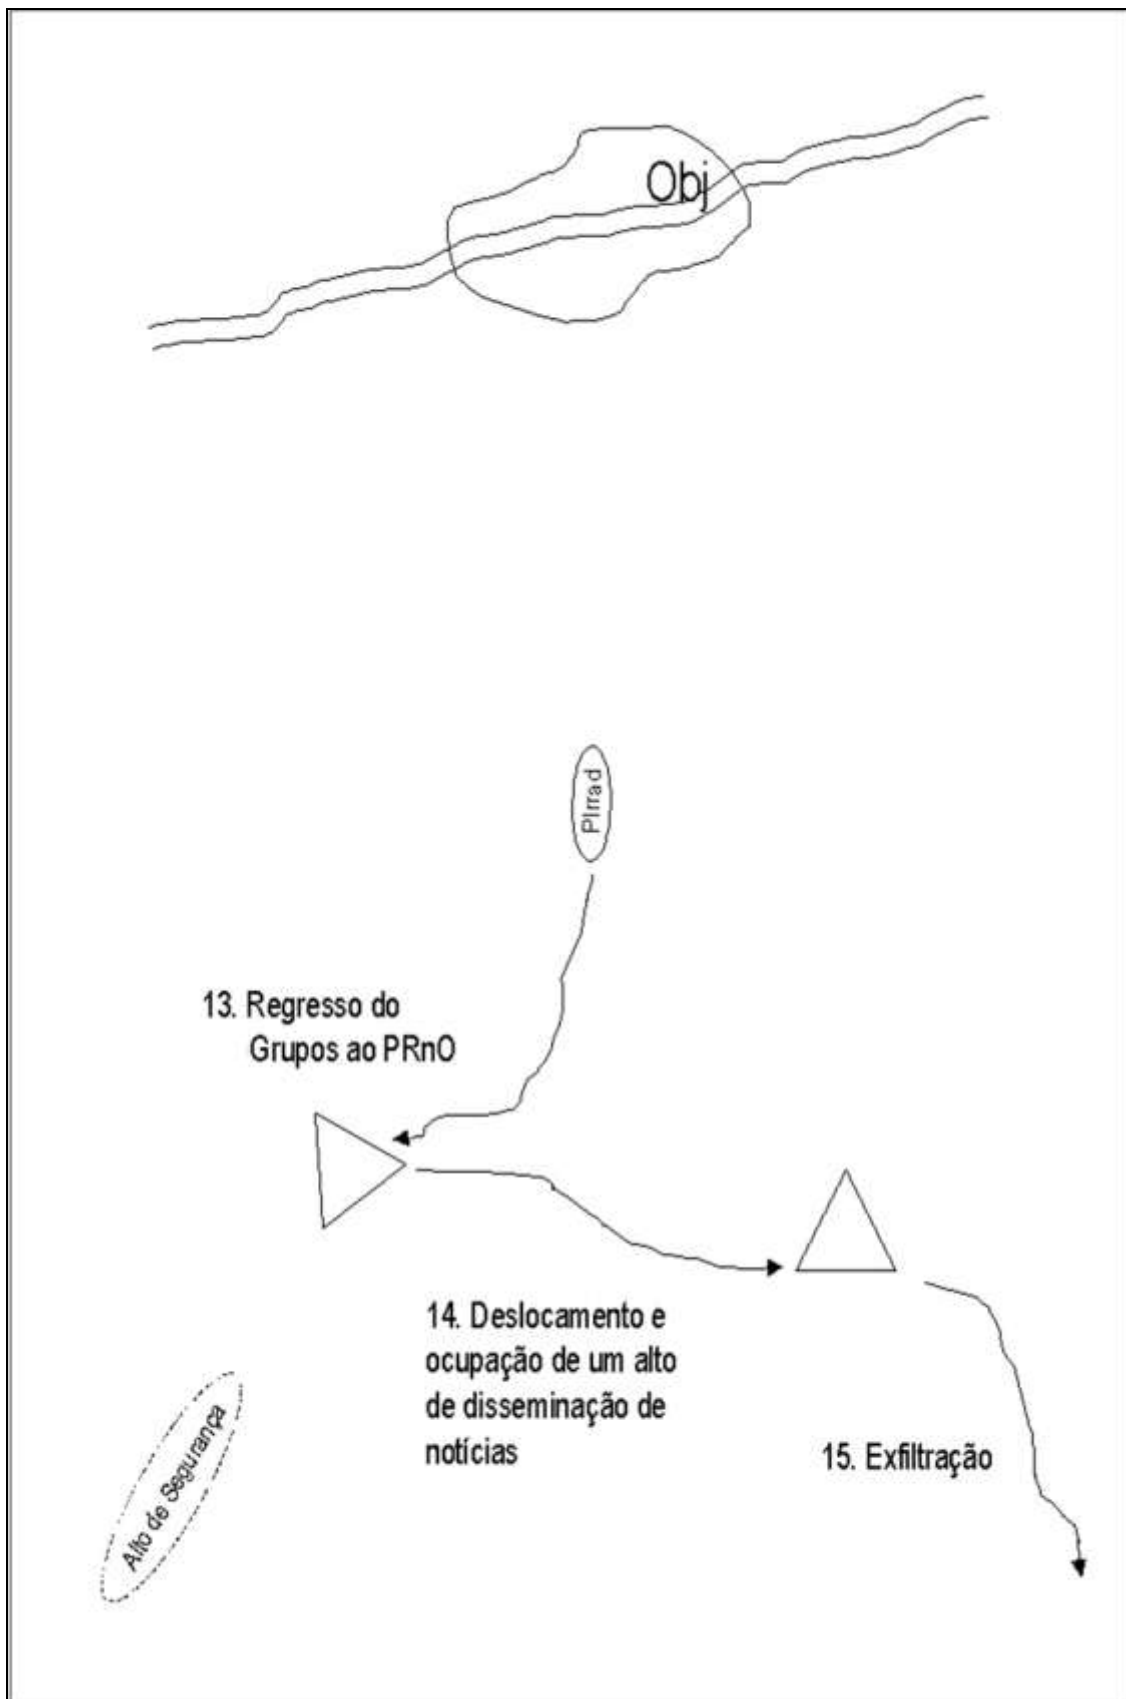 Obj
PIrrad
13. Regresso do
Grupos ao PRnO
14. Deslocamento e
ocupação de um alto
de disseminação de
notícias
15. Exfiltração
Alto de Segurança